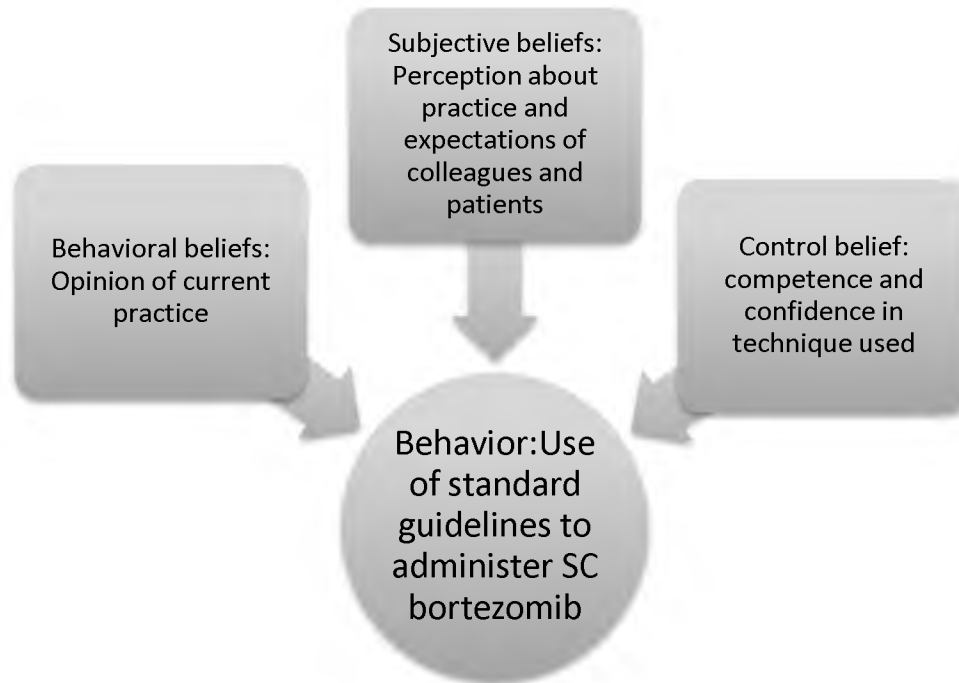 Subjective beliefs:
Perception about
practice and
expectations of
colleagues and
patients
Behavioral beliefs:
Opinion of current
practice
Control belief:
competence and
confidence in
technique used
Behavior:Use
of standard
guidelines to
administer SC
bortezomib